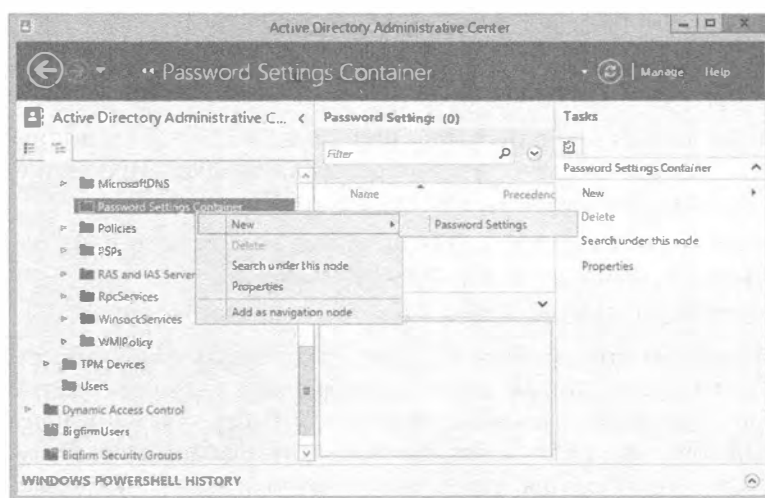 Active Directory Administrative Center
Password Settings Container
Manage Help
Active Directory Administrative C...
MicrosoftDNS
Password Settings Container
Policies
PSPs
RAS and IAS Server
RpcServices
WinsockServices
WMIPolicy
TPM Devices
Users
Dynamic Access Control
BigfirmUsers
Bigfirm Security Groups
New
Delete
Search under this node
Properties
Add as navigation node
Password Settings
Password Settings (0)
Filter
Name Precedenc
Tasks
Password Settings Container
New
Delete
Search under this node
Properties
WINDOWS POWERSHELL HISTORY